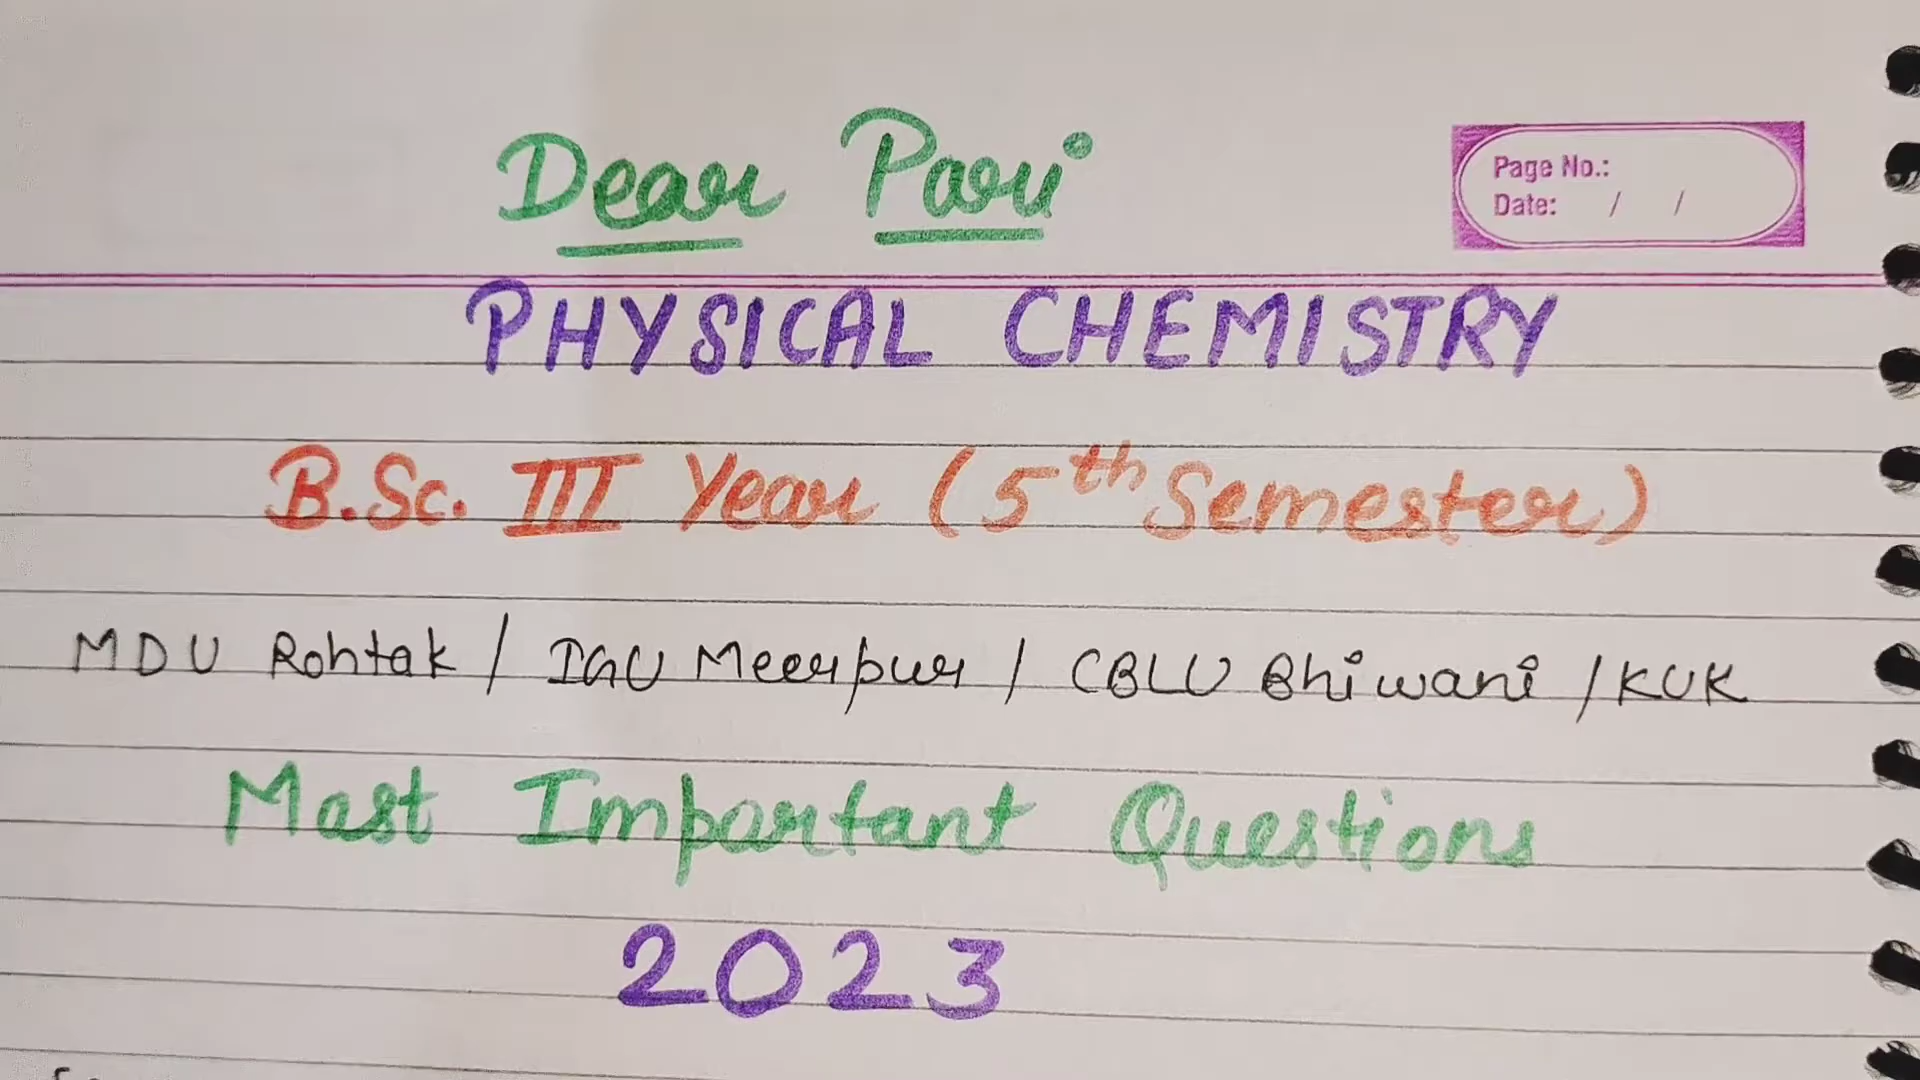 Dear Pari
Page No.:
Date: / /
PHYSICAL CHEMISTRY
B.Sc. III Year (5th Semester)
MDU Rohtak / IGU Meerpur / CBLU Bhiwani / KUK
Most Important Questions
2023